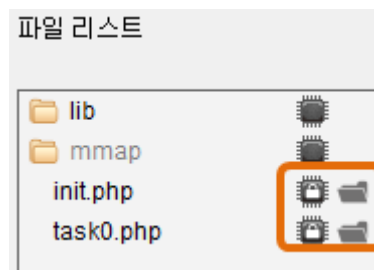 파일 리스트
lib
mmap
init.php
task0.php